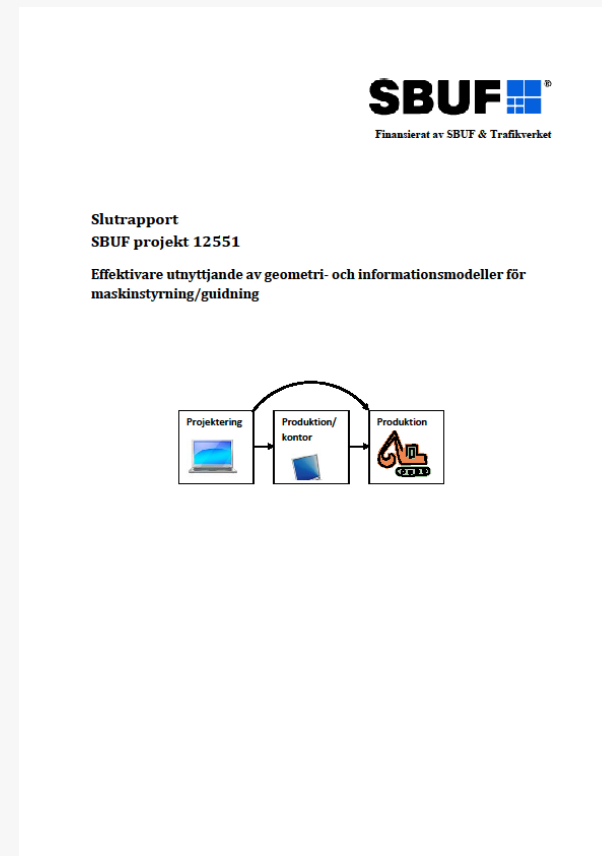 SBUF®
Finansierat av SBUF & Trafikverket
Slutrapport
SBUF projekt 12551
Effektivare utnyttjande av geometri- och informationsmodeller för
maskinstyrning/guidning
Projektering
Produktion/
kontor
Produktion